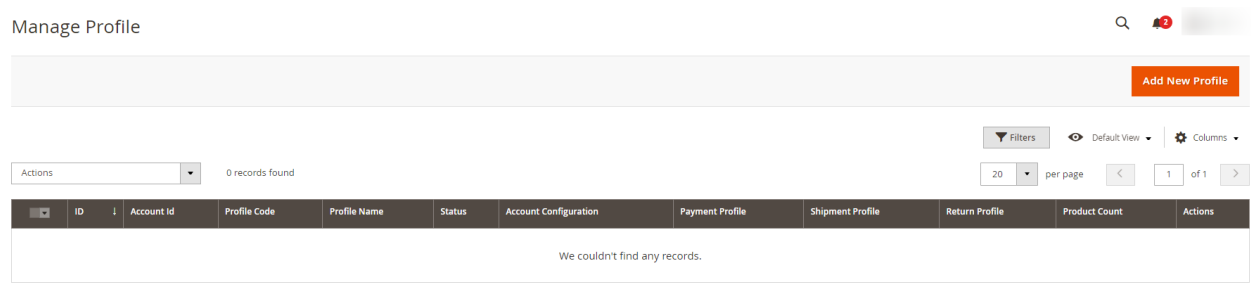 Manage Profile
2
Add New Profile
Filters Default View Columns
Actions 0 records found 20 per page 1 of 1
ID ↓ Account Id Profile Code Profile Name Status Account Configuration Payment Profile Shipment Profile Return Profile Product Count Actions
We couldn't find any records.